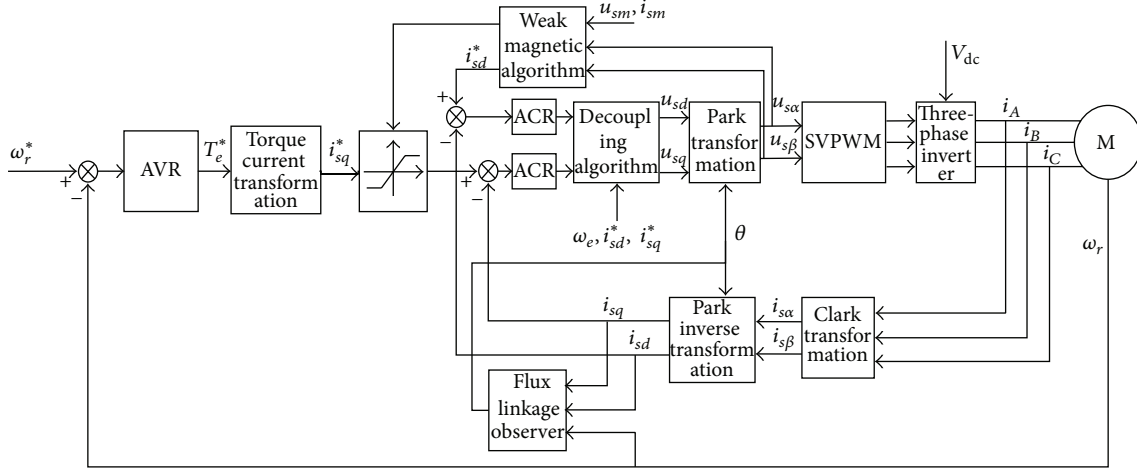 Weak
magnetic
algorithm
u_sm, i_sm
i*_sd
V_dc
+
−
ACR
u_sd
u_sq
Decoupl
ing
algorithm
Park
transfor
mation
u_sα
u_sβ
SVPWM
Three-
phase
invert
er
i_A
i_B
i_C
M
ω*_r
+
−
AVR
T*_e
Torque
current
transform
ation
i*_sq
+
−
ACR
ω_e, i*_sd, i*_sq
θ
ω_r
i_sq
i_sd
Park
inverse
transform
ation
i_sα
i_sβ
Clark
transfor
mation
Flux
linkage
observer